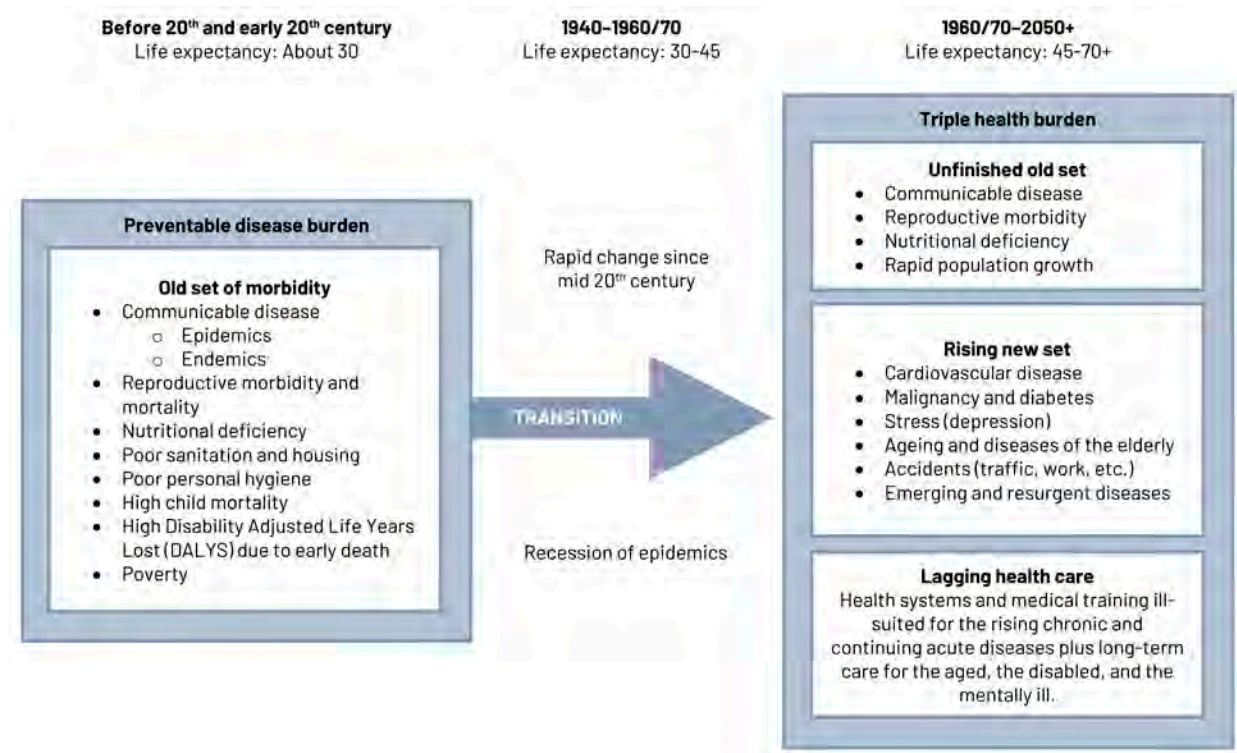 Before 20th and early 20th century
Life expectancy: About 30
1940–1960/70
Life expectancy: 30-45
1960/70–2050+
Life expectancy: 45-70+
Preventable disease burden
Old set of morbidity
• Communicable disease
o Epidemics
o Endemics
• Reproductive morbidity and
mortality
• Nutritional deficiency
• Poor sanitation and housing
• Poor personal hygiene
• High child mortality
• High Disability Adjusted Life Years
Lost (DALYS) due to early death
• Poverty
Rapid change since
mid 20th century
TRANSITION
Recession of epidemics
Triple health burden
Unfinished old set
• Communicable disease
• Reproductive morbidity
• Nutritional deficiency
• Rapid population growth
Rising new set
• Cardiovascular disease
• Malignancy and diabetes
• Stress (depression)
• Ageing and diseases of the elderly
• Accidents (traffic, work, etc.)
• Emerging and resurgent diseases
Lagging health care
Health systems and medical training ill-
suited for the rising chronic and
continuing acute diseases plus long-term
care for the aged, the disabled, and the
mentally ill.